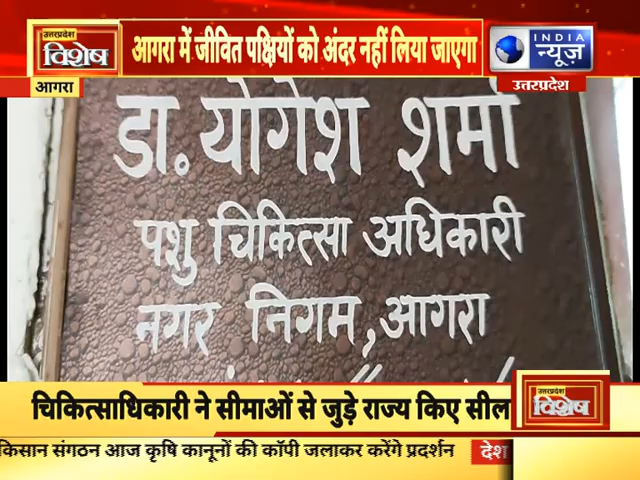 उत्तरप्रदेश
विशेष
आगरा में जीवित पक्षियों को अंदर नहीं लिया जाएगा
INDIA
न्यूज़
उत्तरप्रदेश
आगरा
डा. योगेश शर्मा
पशु चिकित्सा अधिकारी
नगर निगम, आगरा
चिकित्साधिकारी ने सीमाओं से जुड़े राज्य किए सील
उत्तरप्रदेश
विशेष
किसान संगठन आज कृषि कानूनों की कॉपी जलाकर करेंगे प्रदर्शन
देश